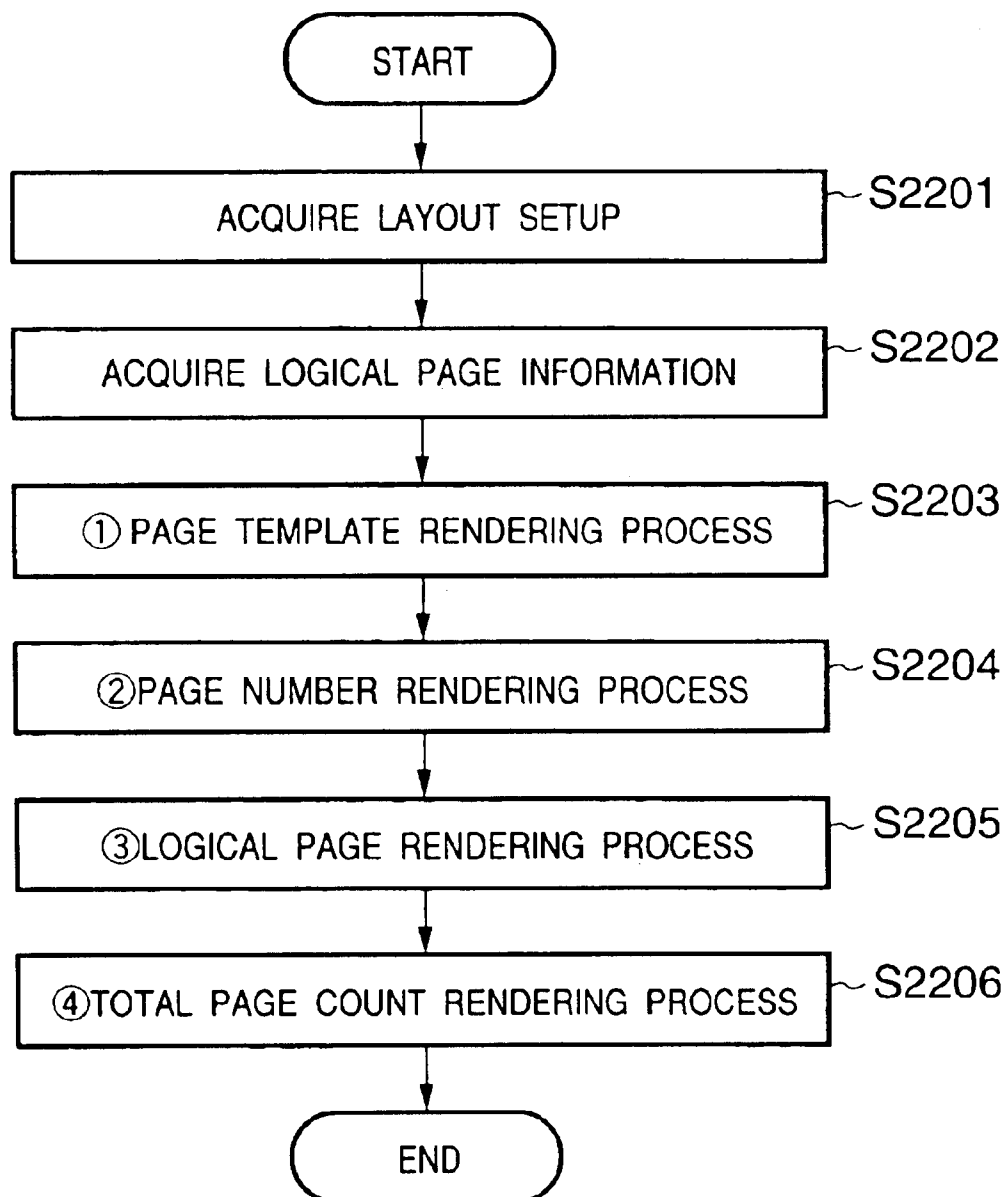 START
ACQUIRE LAYOUT SETUP
S2201
ACQUIRE LOGICAL PAGE INFORMATION
S2202
① PAGE TEMPLATE RENDERING PROCESS
S2203
②PAGE NUMBER RENDERING PROCESS
S2204
③LOGICAL PAGE RENDERING PROCESS
S2205
④TOTAL PAGE COUNT RENDERING PROCESS
S2206
END